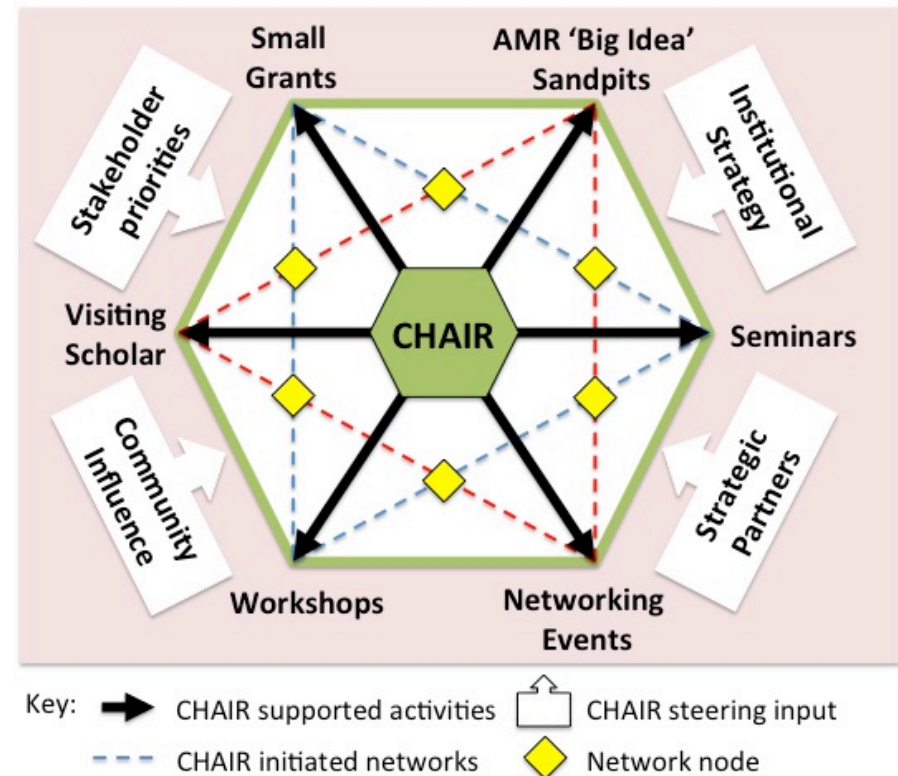 Small
Grants
AMR ‘Big Idea’
Sandpits
Stakeholder
priorities
Institutional
Strategy
Visiting
Scholar
CHAIR
Seminars
Community
Influence
Strategic
Partners
Workshops
Networking
Events
Key:
CHAIR supported activities
CHAIR steering input
CHAIR initiated networks
Network node